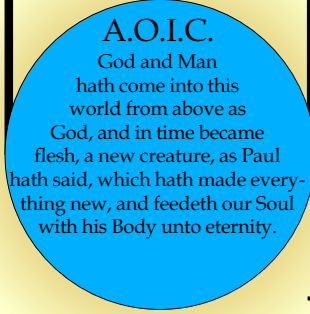 A.O.I.C.
God and Man
hath come into this
world from above as
God, and in time became
flesh, a new creature, as Paul
hath said, which hath made every-
thing new, and feedeth our Soul
with his Body unto eternity.